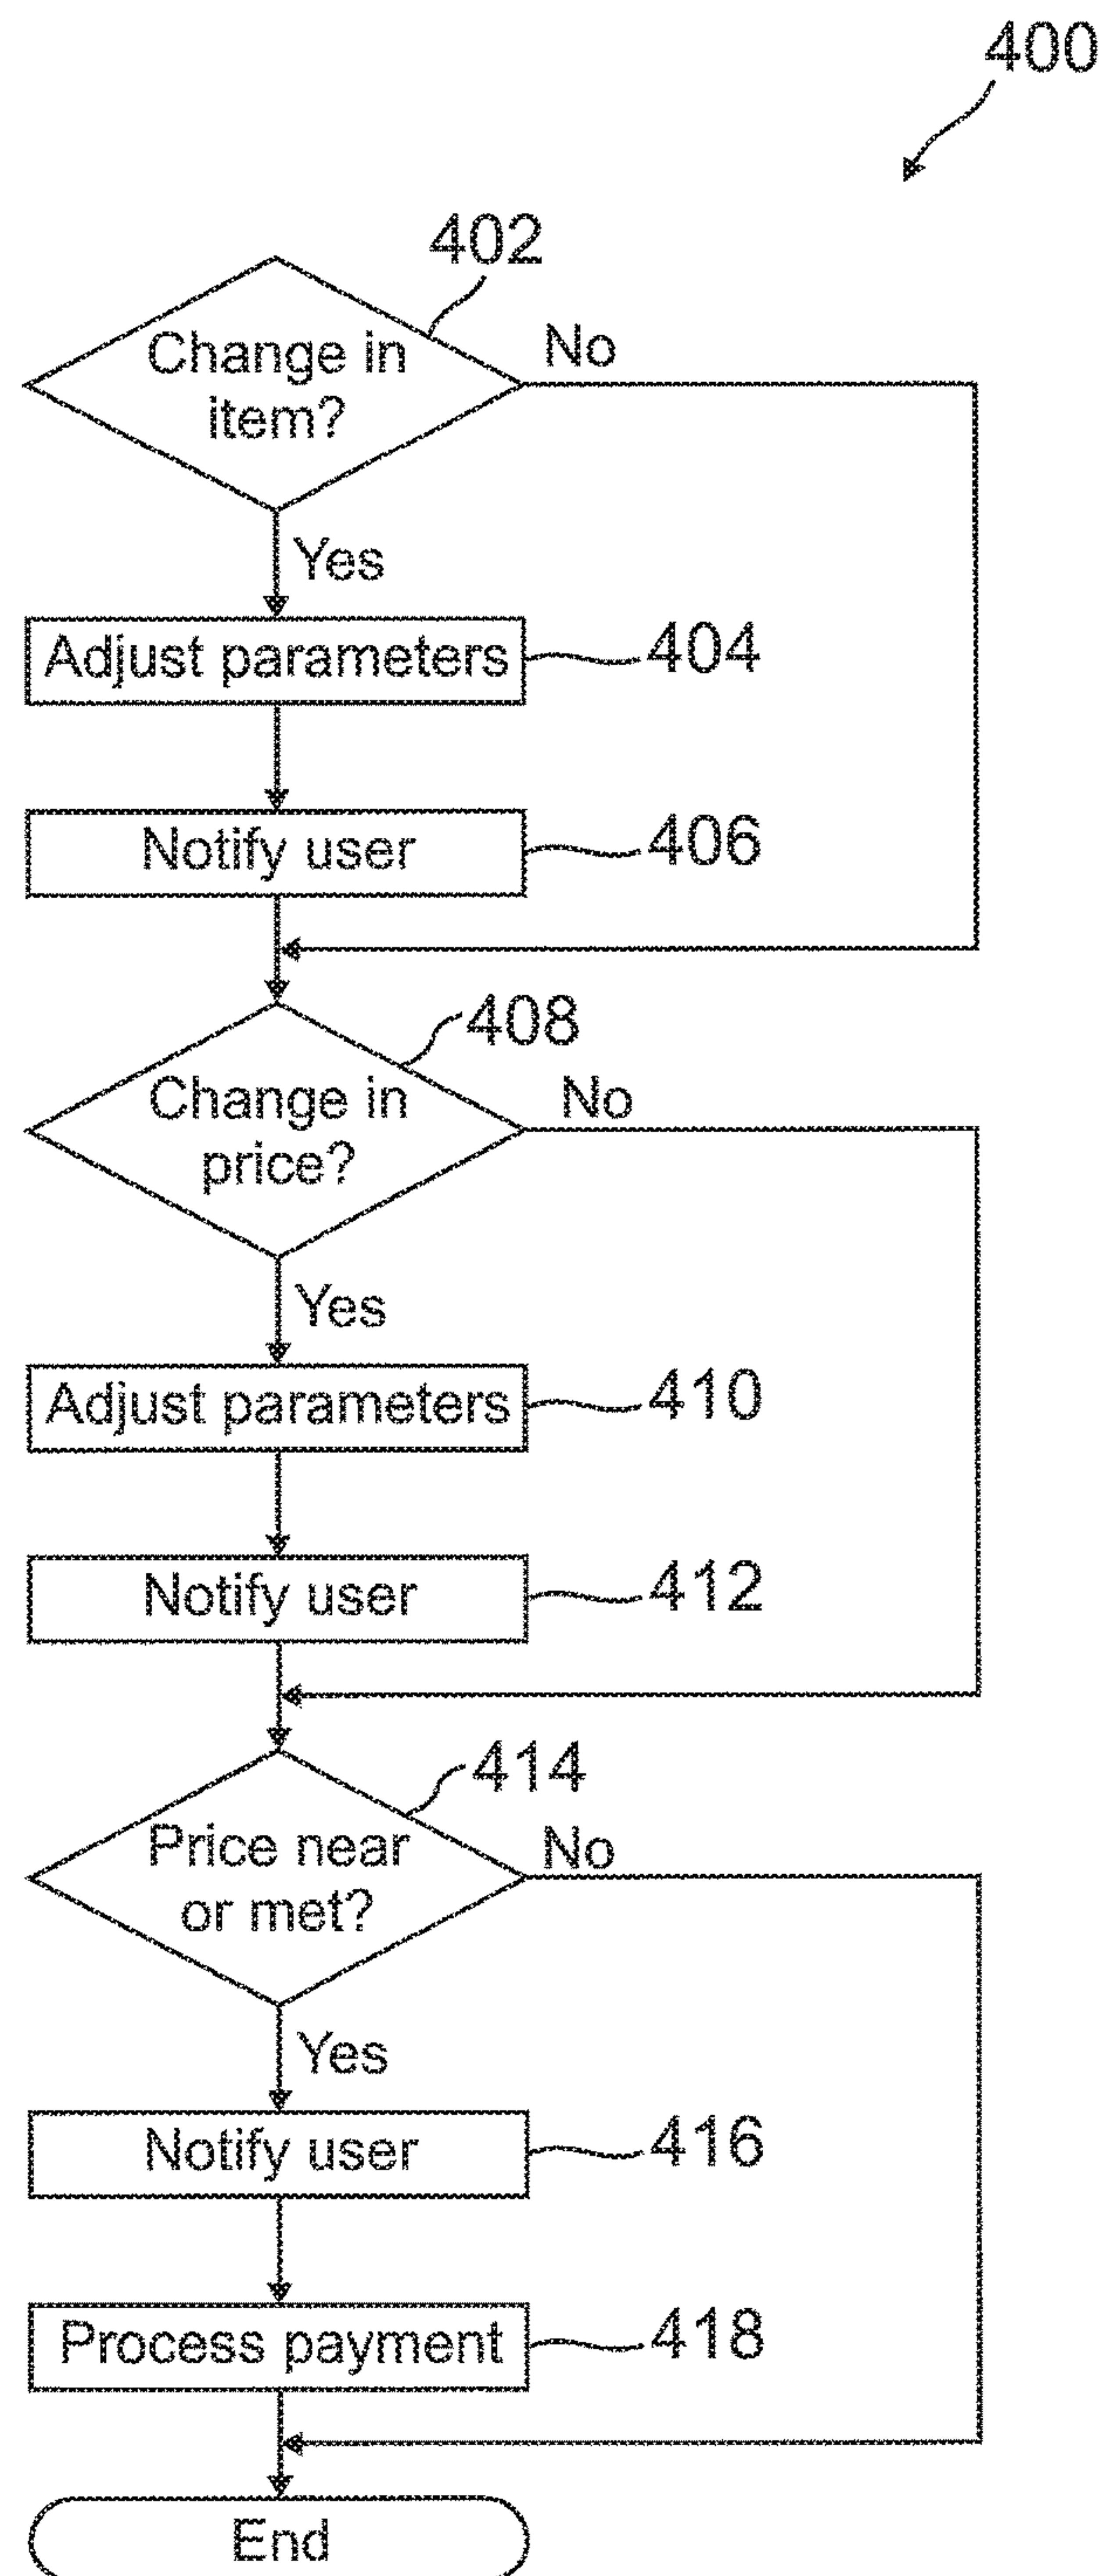 400
402
Change in
item?
No
Yes
Adjust parameters
404
Notify user
406
408
Change in
price?
No
Yes
Adjust parameters
410
Notify user
412
414
Price near
or met?
No
Yes
Notify user
416
Process payment
418
End